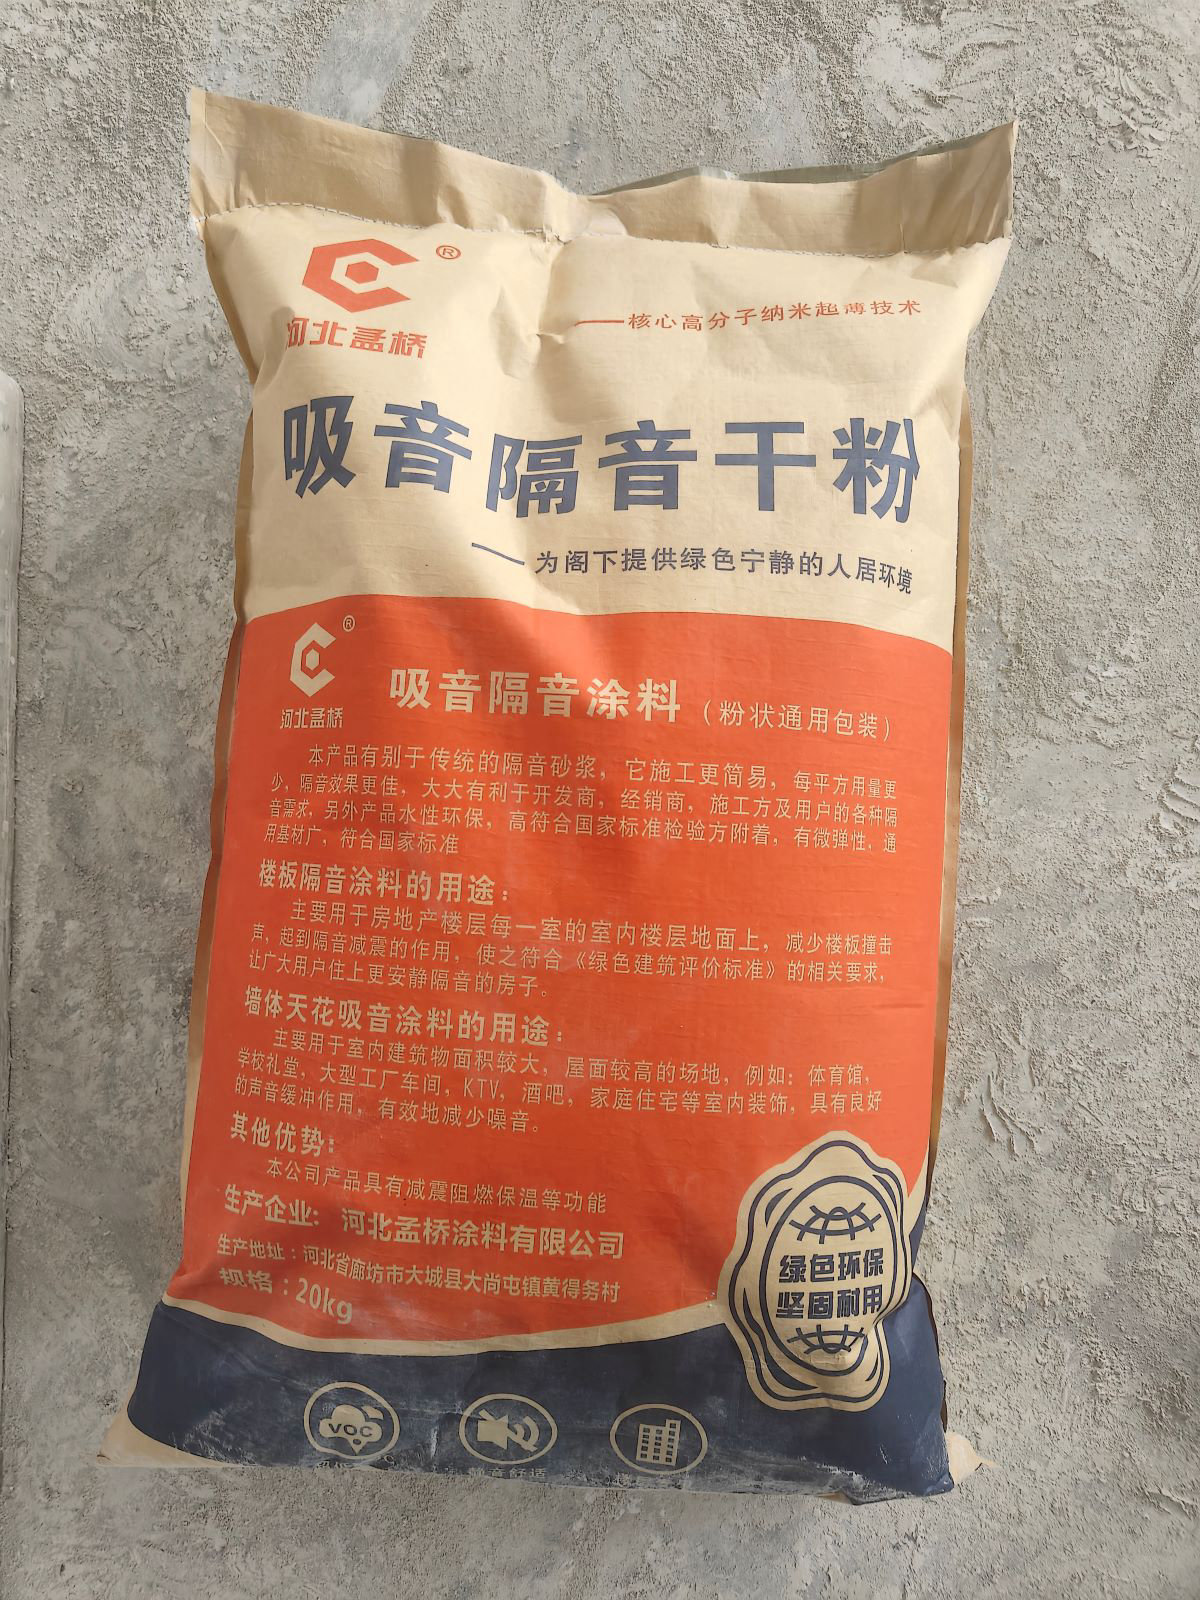 ®
河北孟桥
——核心高分子纳米超薄技术
吸音隔音干粉
——为阁下提供绿色宁静的人居环境
®
河北孟桥
吸音隔音涂料（粉状通用包装）
本产品有别于传统的隔音砂浆，它施工更简易，每平方用量更
少，隔音效果更佳，大大有利于开发商，经销商，施工方及用户的各种隔
音需求，另外产品水性环保，高符合国家标准检验方附着，有微弹性，通
用基材广，符合国家标准
楼板隔音涂料的用途：
主要用于房地产楼层每一室的室内楼层地面上，减少楼板撞击
声，起到隔音减震的作用，使之符合《绿色建筑评价标准》的相关要求，
让广大用户住上更安静隔音的房子。
墙体天花吸音涂料的用途：
主要用于室内建筑物面积较大，屋面较高的场地，例如：体育馆，
学校礼堂，大型工厂车间，KTV，酒吧，家庭住宅等室内装饰，具有良好
的声音缓冲作用，有效地减少噪音。
其他优势：
本公司产品具有减震阻燃保温等功能
生产企业：河北孟桥涂料有限公司
生产地址：河北省廊坊市大城县大尚屯镇黄得务村
规格：20kg
绿色环保
坚固耐用
VOC
静音舒适